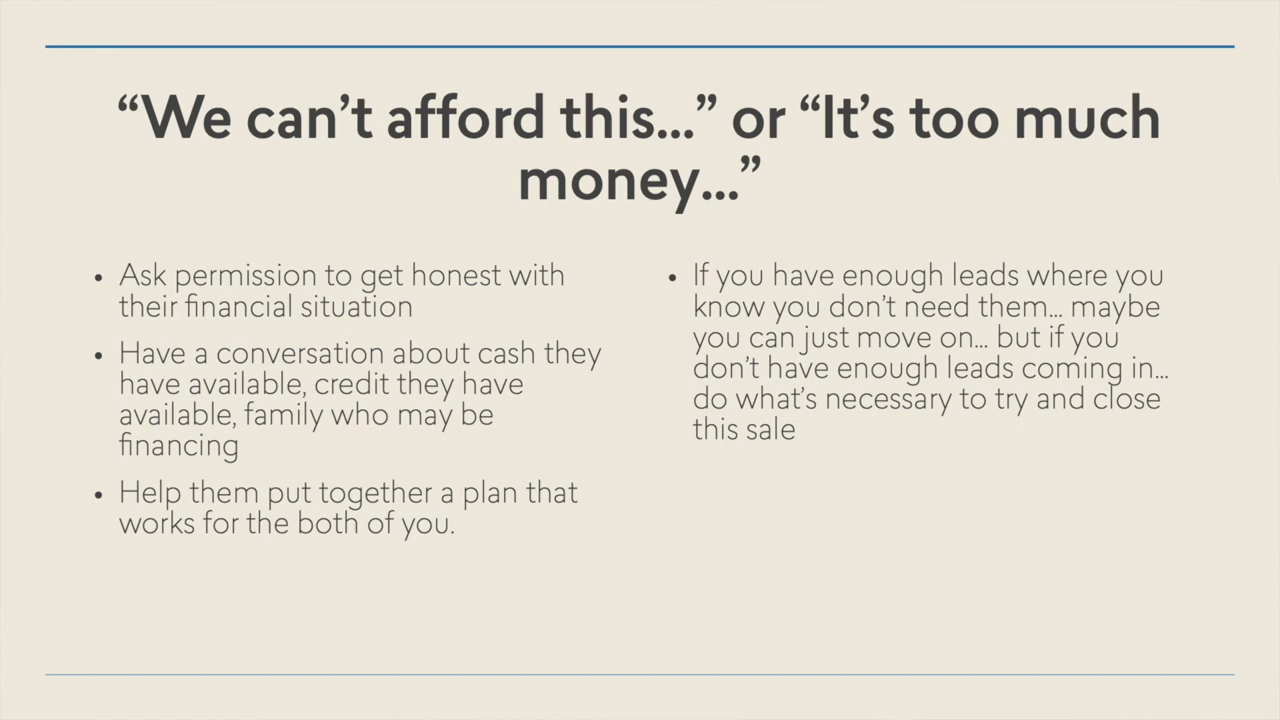 “We can’t afford this...” or “It’s too much
money...”
• Ask permission to get honest with
their financial situation
• Have a conversation about cash they
have available, credit they have
available, family who may be
financing
• Help them put together a plan that
works for the both of you.
• If you have enough leads where you
know you don’t need them... maybe
you can just move on... but if you
don’t have enough leads coming in...
do what’s necessary to try and close
this sale